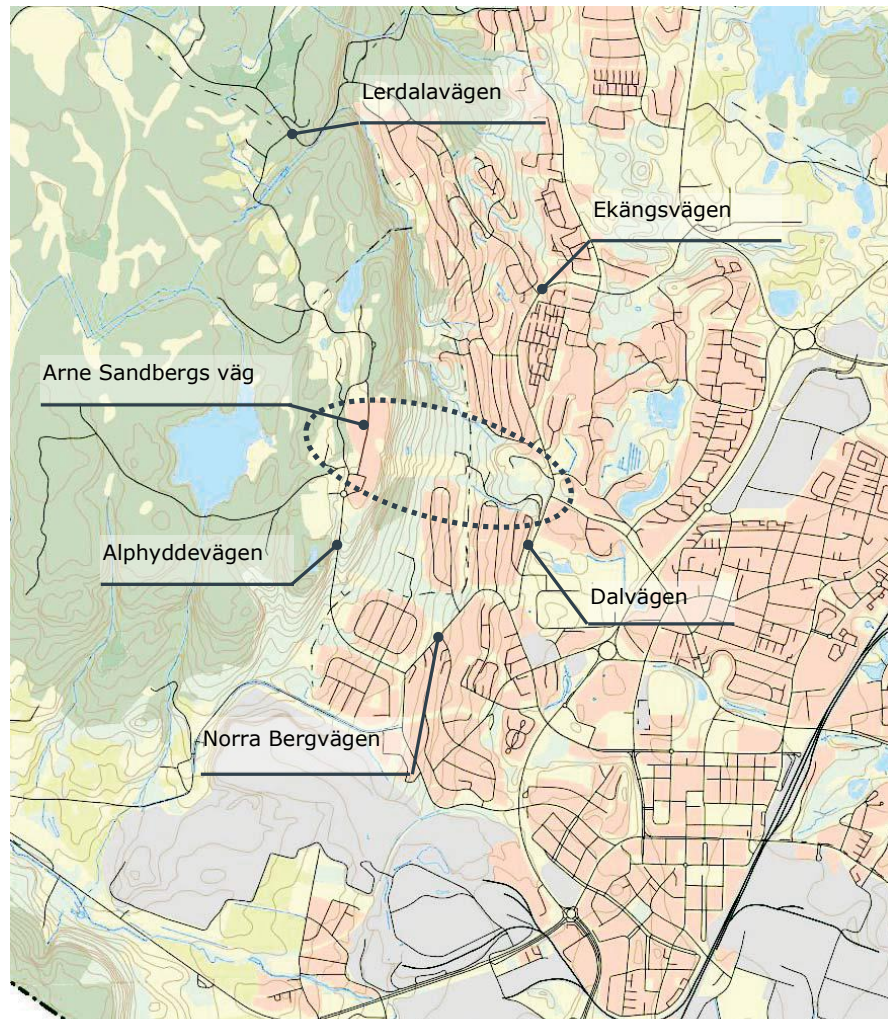 Lerdalavägen
Ekängsvägen
Arne Sandbergs väg
Alphyddevägen
Dalvägen
Norra Bergvägen